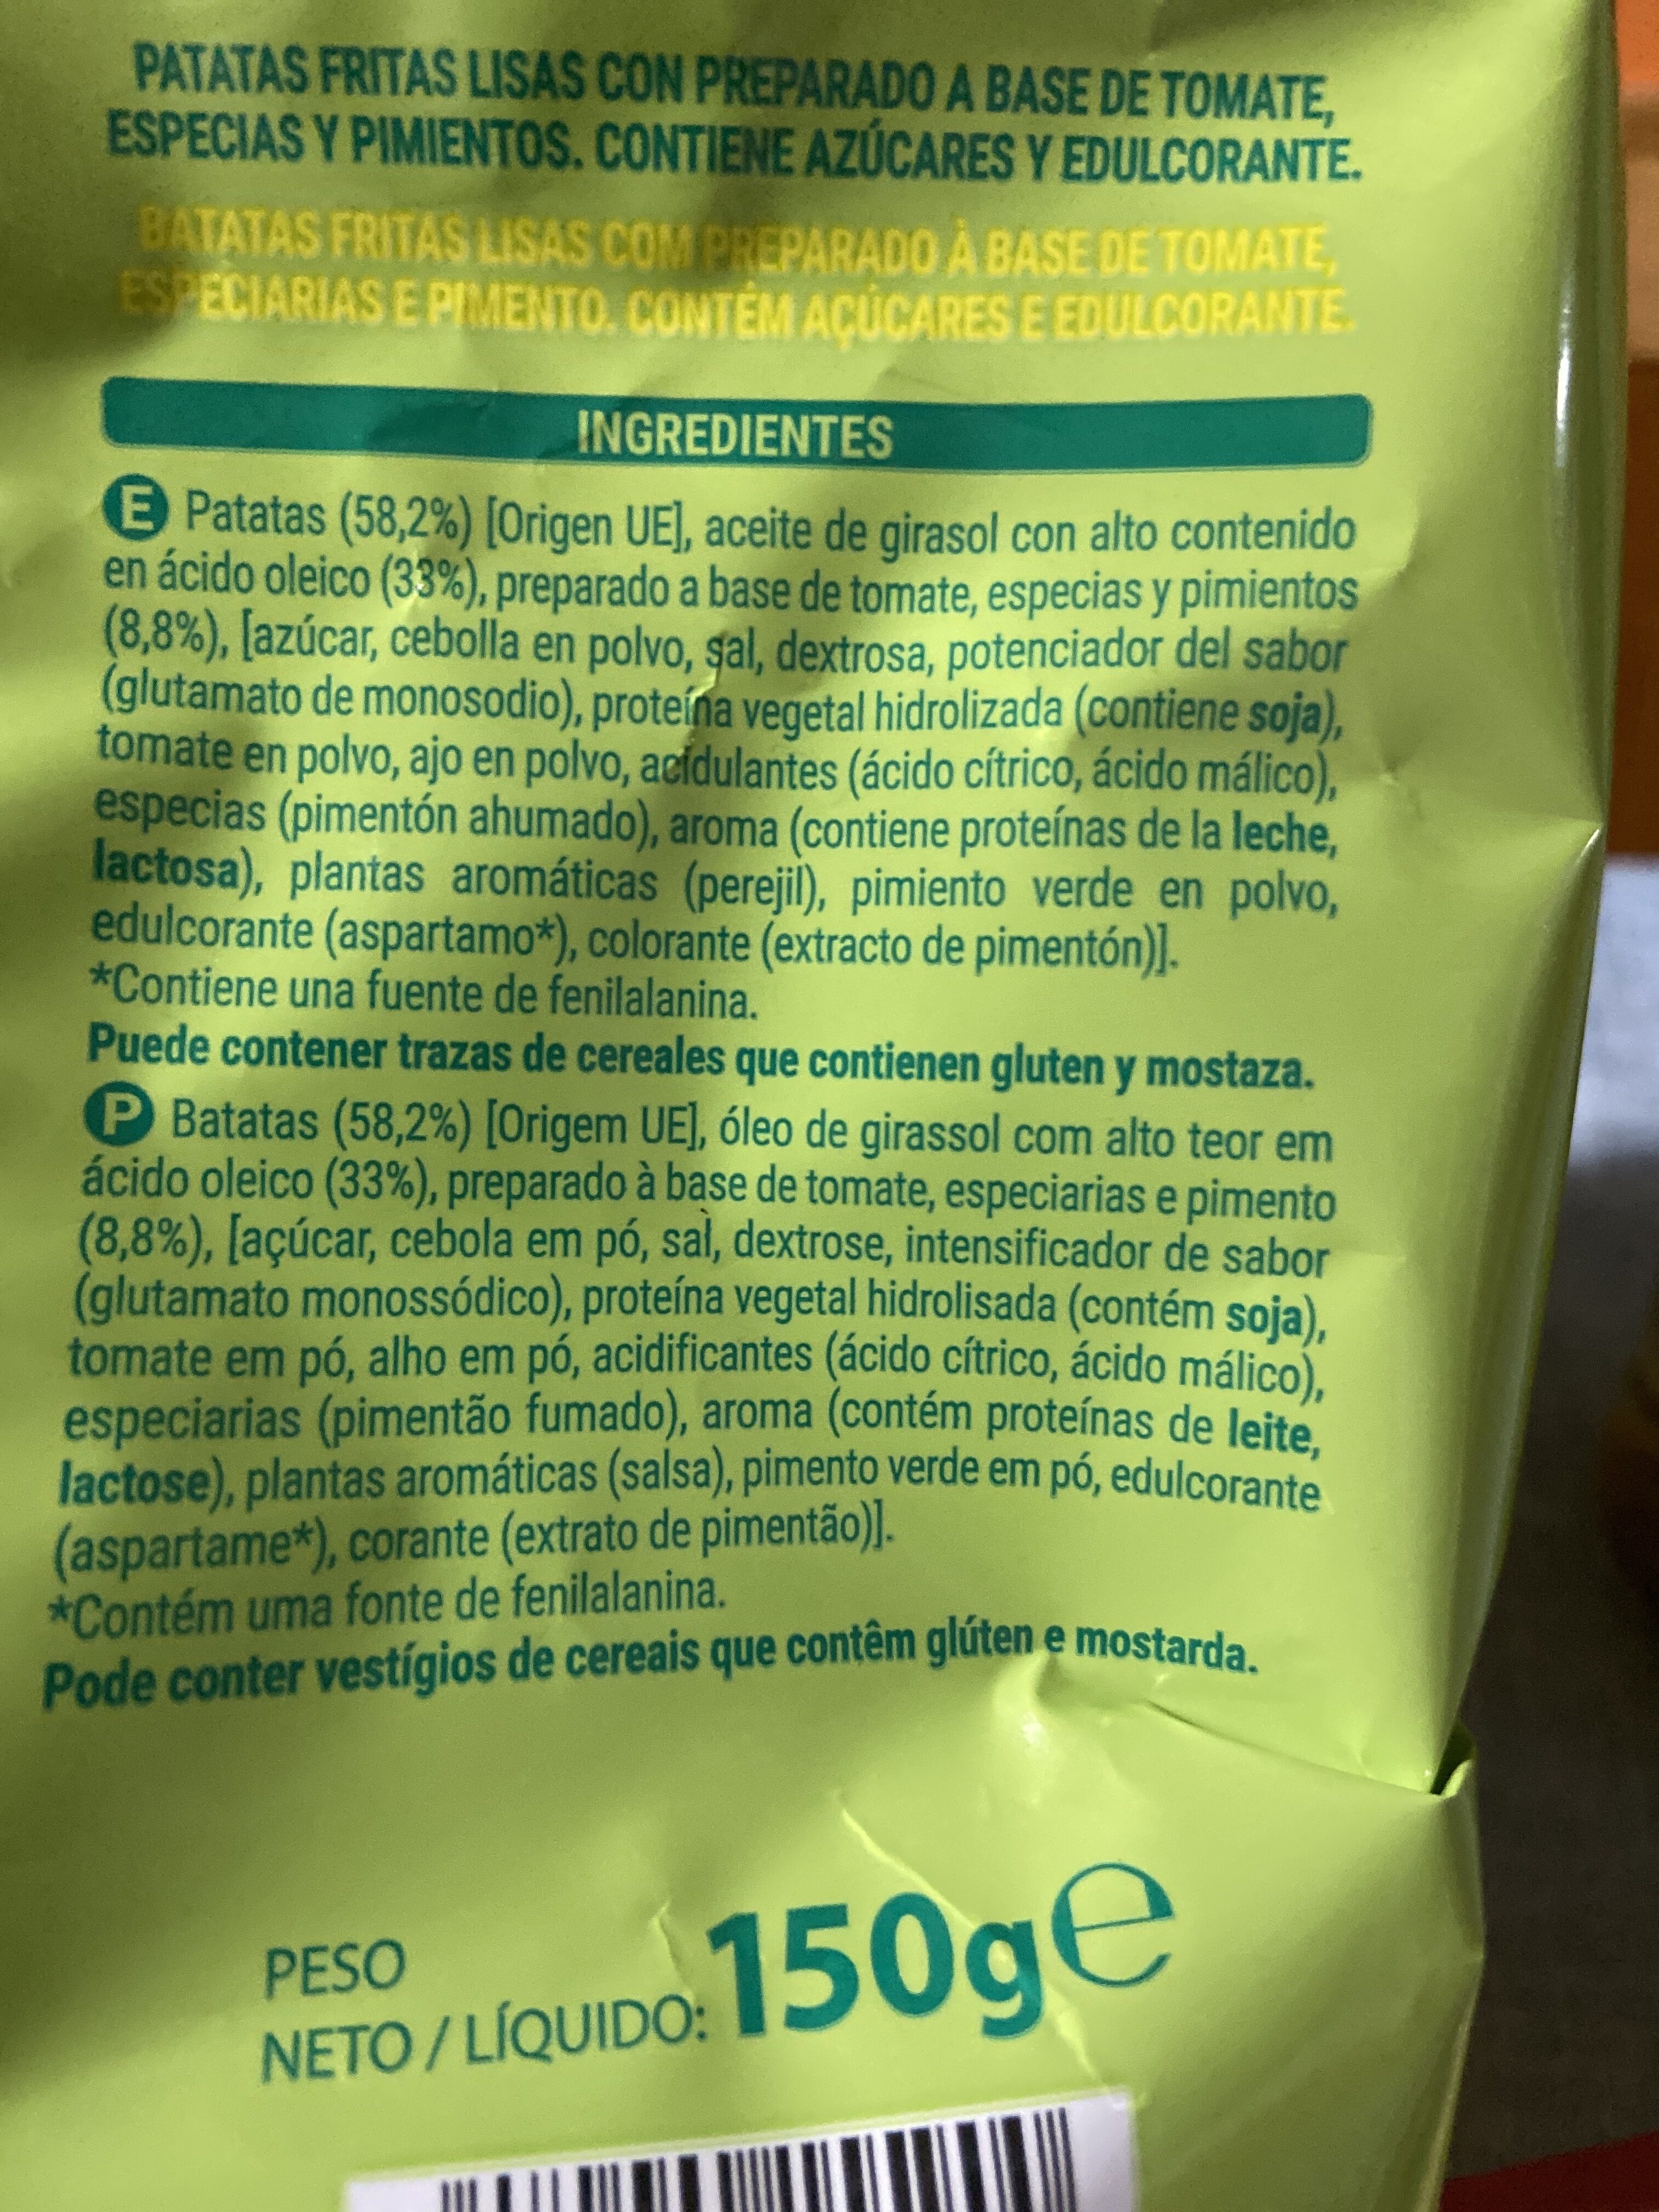 PATATAS FRITAS LISAS CON PREPARADO A BASE DE TOMATE,
ESPECIAS Y PIMIENTOS. CONTIENE AZÚCARES Y EDULCORANTE.
BATATAS FRITAS LISAS COM PREPARADO À BASE DE TOMATE,
ESPECIARIAS E PIMENTO. CONTÉM AÇÚCARES E EDULCORANTE.
INGREDIENTES
E Patatas (58,2%) [Origen UE], aceite de girasol con alto contenido
en ácido oleico (33%), preparado a base de tomate, especias y pimientos
(8,8%), [azúcar, cebolla en polvo, sal, dextrosa, potenciador del sabor
(glutamato de monosodio), proteína vegetal hidrolizada (contiene soja),
tomate en polvo, ajo en polvo, acidulantes (ácido cítrico, ácido málico),
especias (pimentón ahumado), aroma (contiene proteínas de la leche,
lactosa), plantas aromáticas (perejil), pimiento verde en polvo,
edulcorante (aspartamo*), colorante (extracto de pimentón)].
*Contiene una fuente de fenilalanina.
Puede contener trazas de cereales que contienen gluten y mostaza.
P Batatas (58,2%) [Origem UE], óleo de girassol com alto teor em
ácido oleico (33%), preparado à base de tomate, especiarias e pimento
(8,8%), [açúcar, cebola em pó, sal, dextrose, intensificador de sabor
(glutamato monossódico), proteína vegetal hidrolisada (contém soja),
tomate em pó, alho em pó, acidificantes (ácido cítrico, ácido málico),
especiarias (pimentão fumado), aroma (contém proteínas de leite,
lactose), plantas aromáticas (salsa), pimento verde em pó, edulcorante
(aspartame*), corante (extrato de pimentão)].
*Contém uma fonte de fenilalanina.
Pode conter vestígios de cereais que contêm glúten e mostarda.
PESO
NETO / LÍQUIDO: 150g e